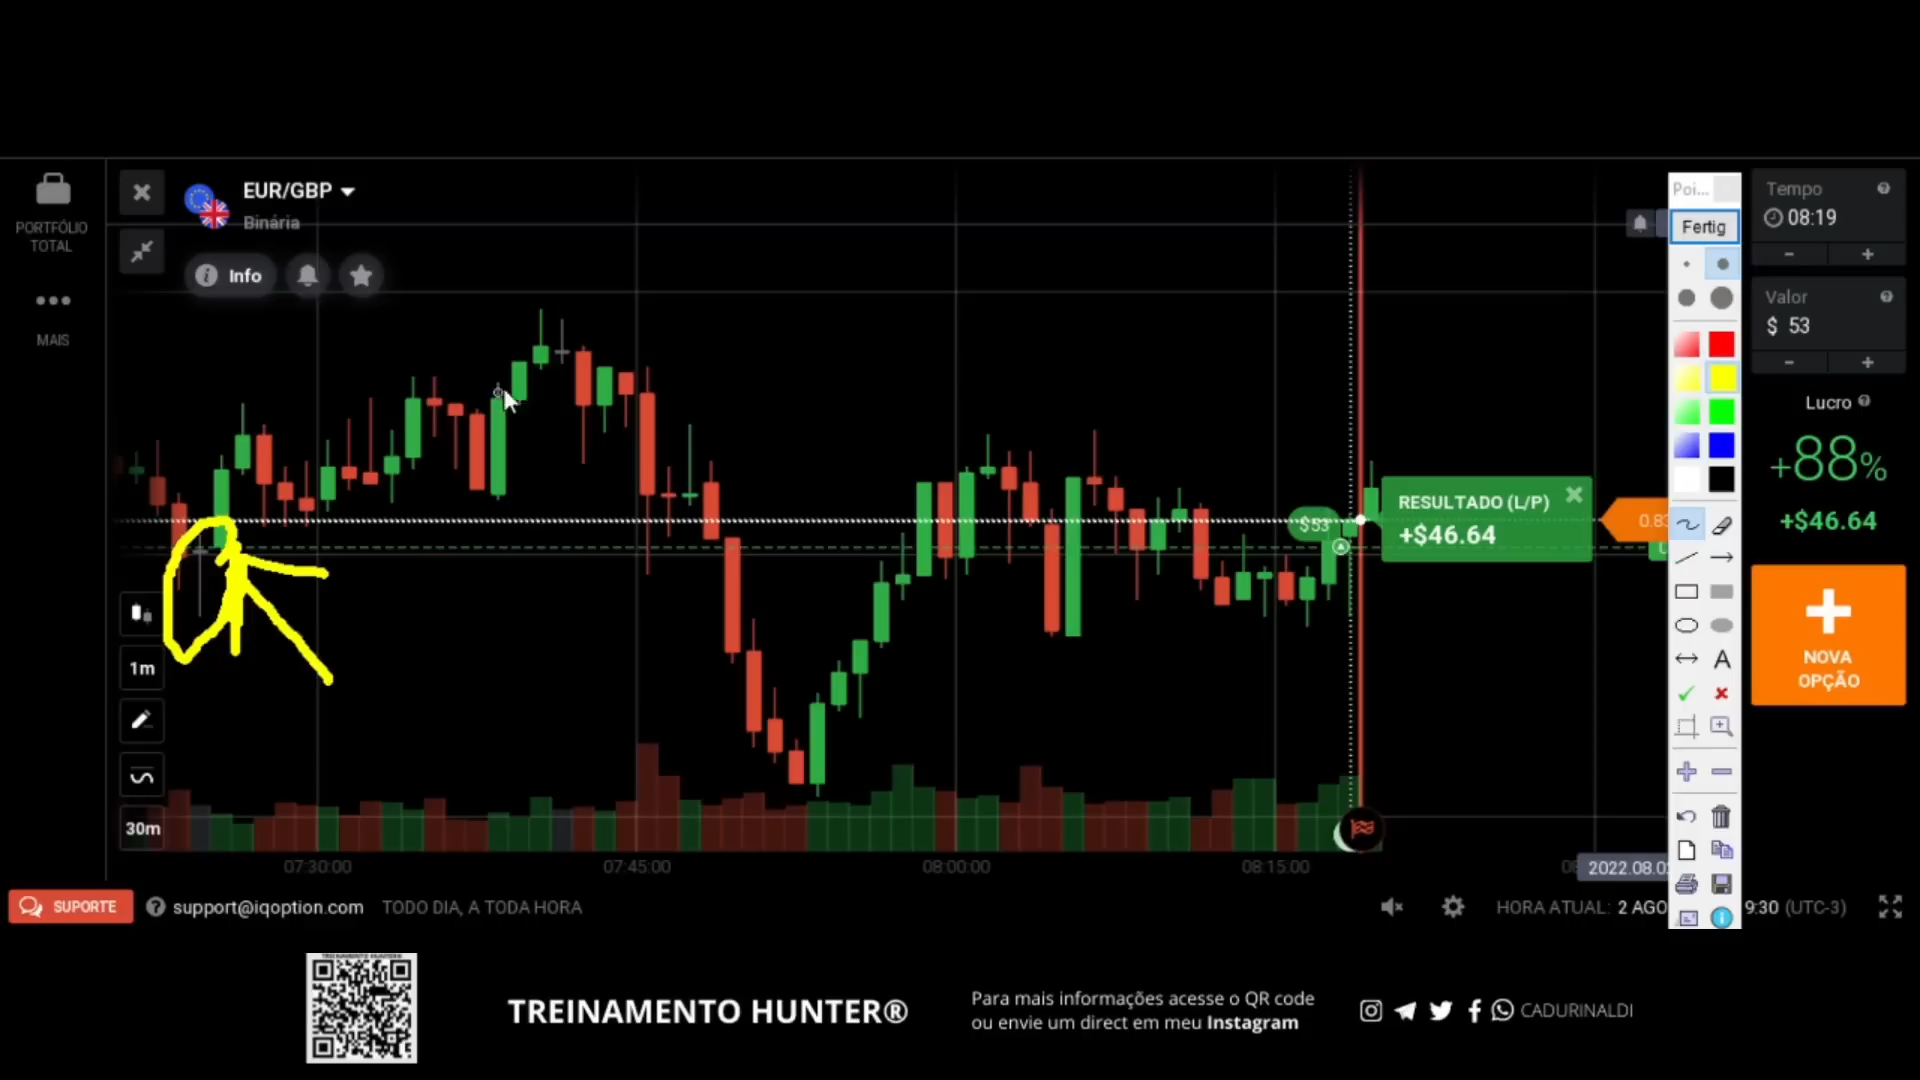 EUR/GBP
Binária
Info
PORTFÓLIO
TOTAL
MAIS
1m
30m
$53
RESULTADO (L/P)
+$46.64
07:30:00
07:45:00
08:00:00
08:15:00
2022.08.0
Poi...
Fertig
A
Tempo
08:19
Valor
$ 53
Lucro
+88%
+$46.64
NOVA
OPÇÃO
SUPORTE
support@iqoption.com
TODO DIA, A TODA HORA
HORA ATUAL: 2 AGO
9:30 (UTC-3)
TREINAMENTO HUNTER®
Para mais informações acesse o QR code
ou envie um direct em meu Instagram
CADURINALDI